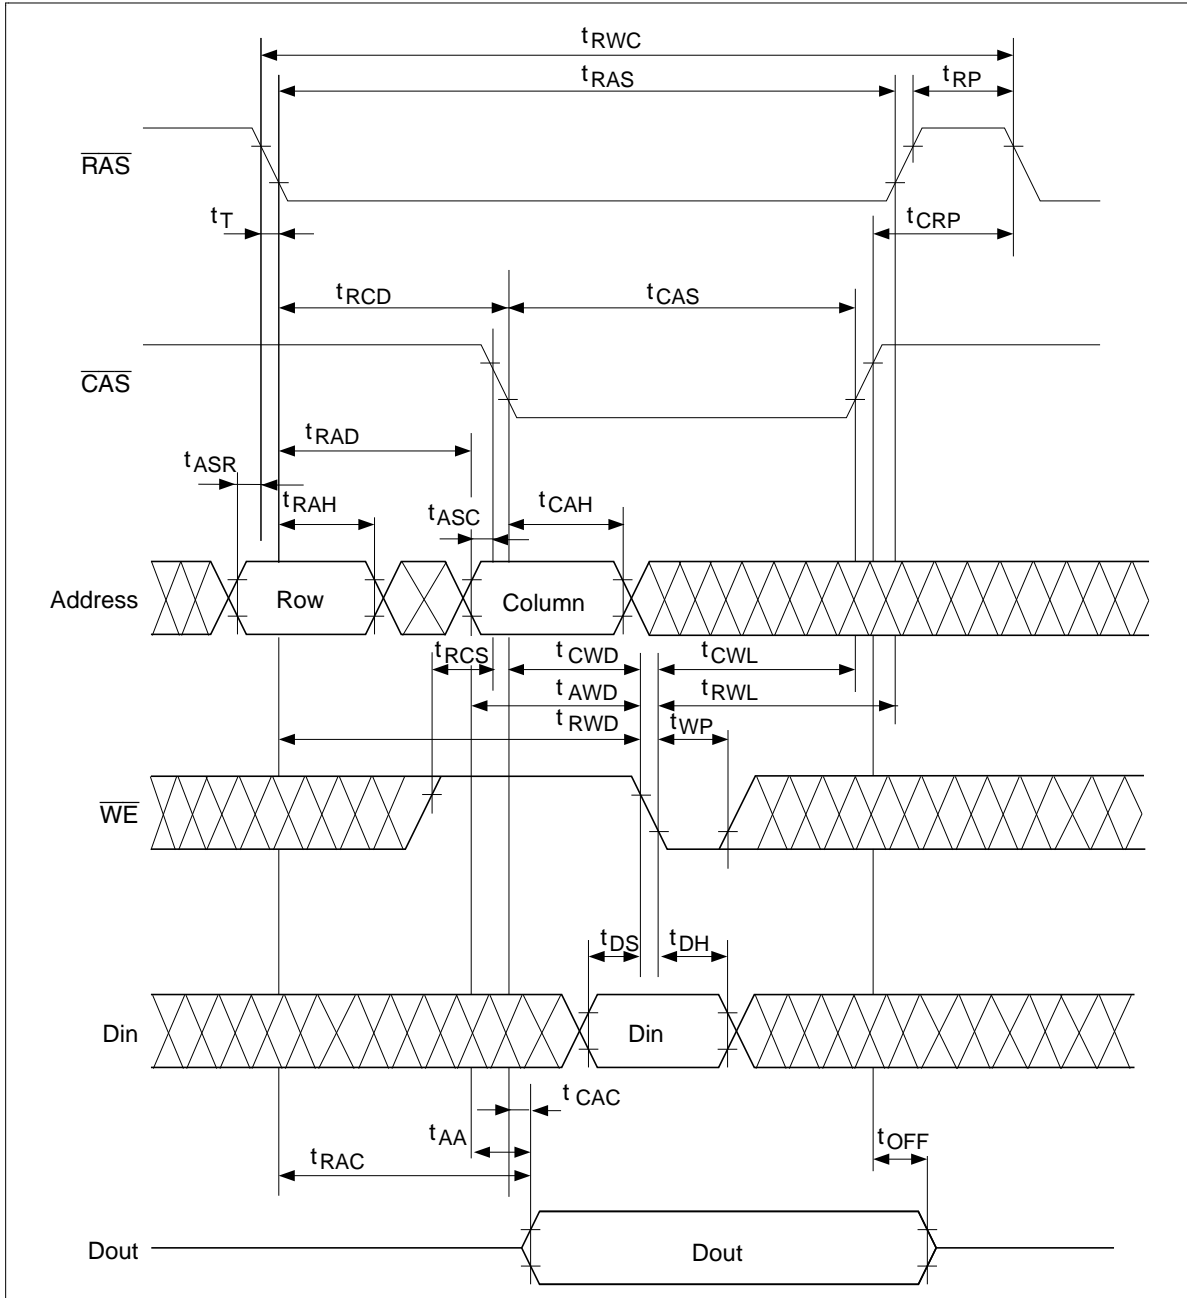 tRWC
tRAS
tRP
RAS
tT
tCRP
tRCD
tCAS
CAS
tRAD
tASR
tRAH
tASC
tCAH
Address
Row
Column
tRCS
tCWD
tCWL
tAWD
tRWL
tRWD
tWP
WE
tDS
tDH
Din
Din
tCAC
tAA
tOFF
tRAC
Dout
Dout